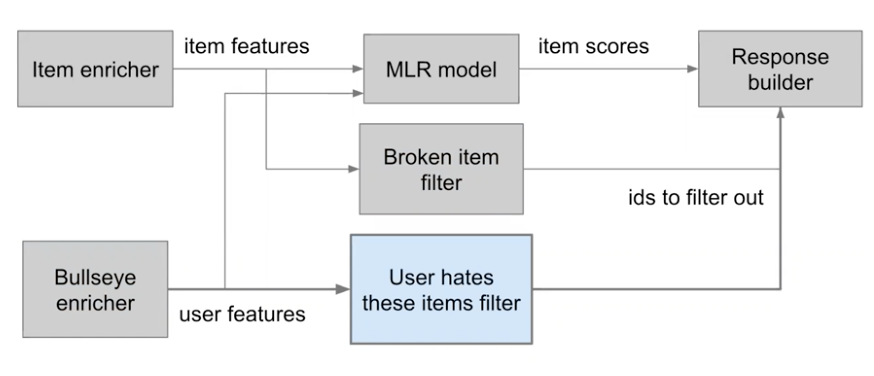 item features
item scores
Item enricher
MLR model
Response
builder
Broken item
filter
ids to filter out
Bullseye
enricher
User hates
these items filter
user features